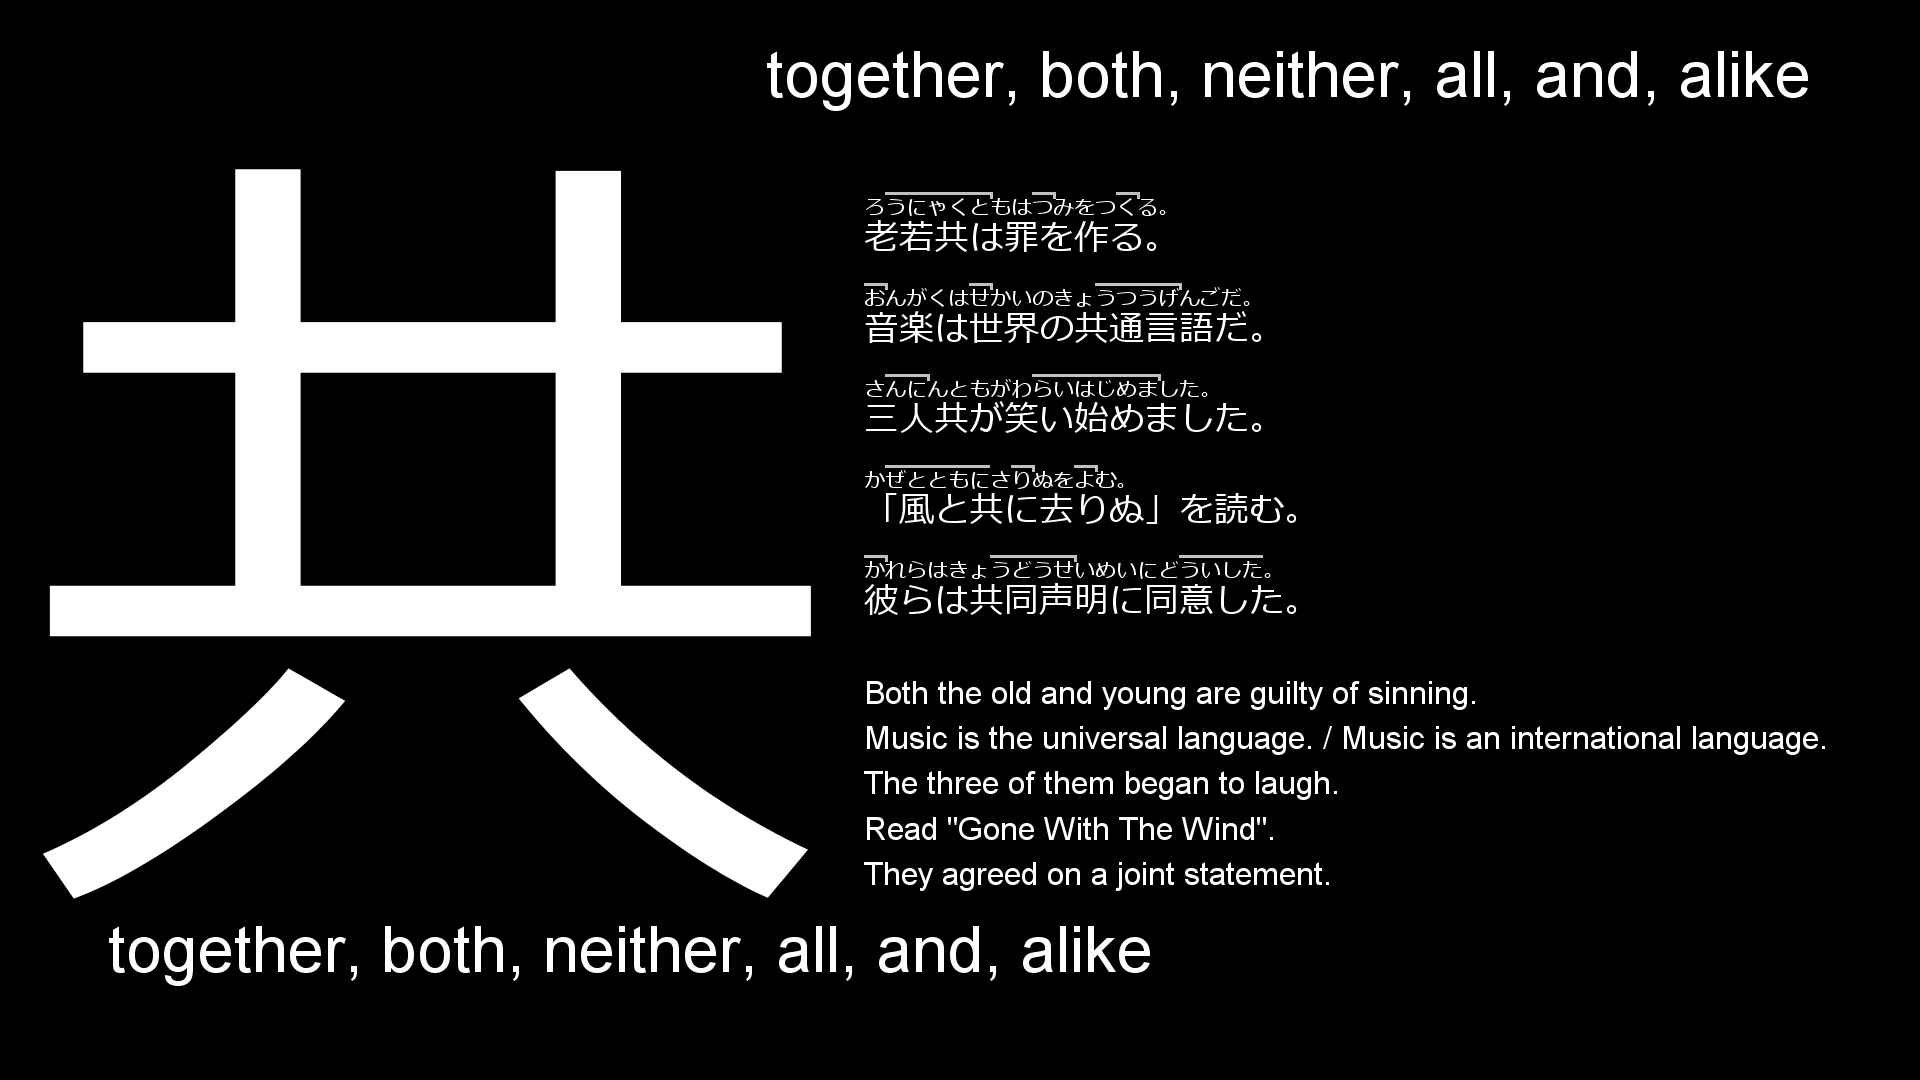 together, both, neither, all, and, alike
共
ろうにゃくともはつみをつくる。
老若共は罪を作る。
おんがくはせかいのきょうつうげんごだ。
音楽は世界の共通言語だ。
さんにんともがわらいはじめました。
三人共が笑い始めました。
かぜとともにさりぬをよむ。
「風と共に去りぬ」を読む。
かれらはきょうどうせいめいにどういした。
彼らは共同声明に同意した。
Both the old and young are guilty of sinning.
Music is the universal language. / Music is an international language.
The three of them began to laugh.
Read "Gone With The Wind".
They agreed on a joint statement.
together, both, neither, all, and, alike